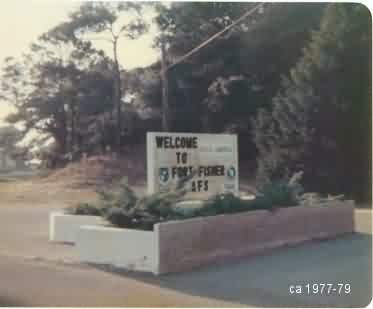 WELCOME
TO
FORT FISHER
AFS
ca 1977-79